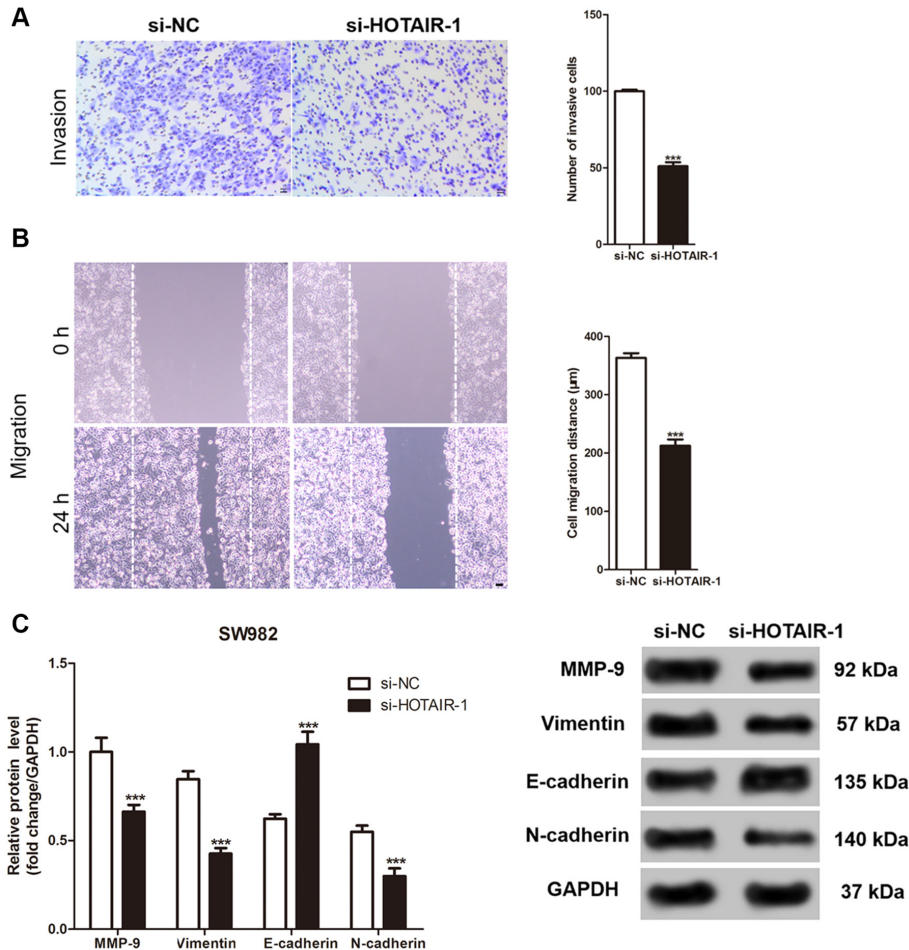 A
si-NC
si-HOTAIR-1
Invasion
Number of invasive cells
150
100
50
0
si-NC
si-HOTAIR-1
***
B
0 h
24 h
Migration
Cell migration distance (μm)
400
300
200
100
0
si-NC
si-HOTAIR-1
***
C
SW982
Relative protein level
(fold change/GAPDH)
1.5
1.0
0.5
0.0
si-NC
si-HOTAIR-1
***
***
***
***
MMP-9
Vimentin
E-cadherin
N-cadherin
si-NC
si-HOTAIR-1
MMP-9
92 kDa
Vimentin
57 kDa
E-cadherin
135 kDa
N-cadherin
140 kDa
GAPDH
37 kDa